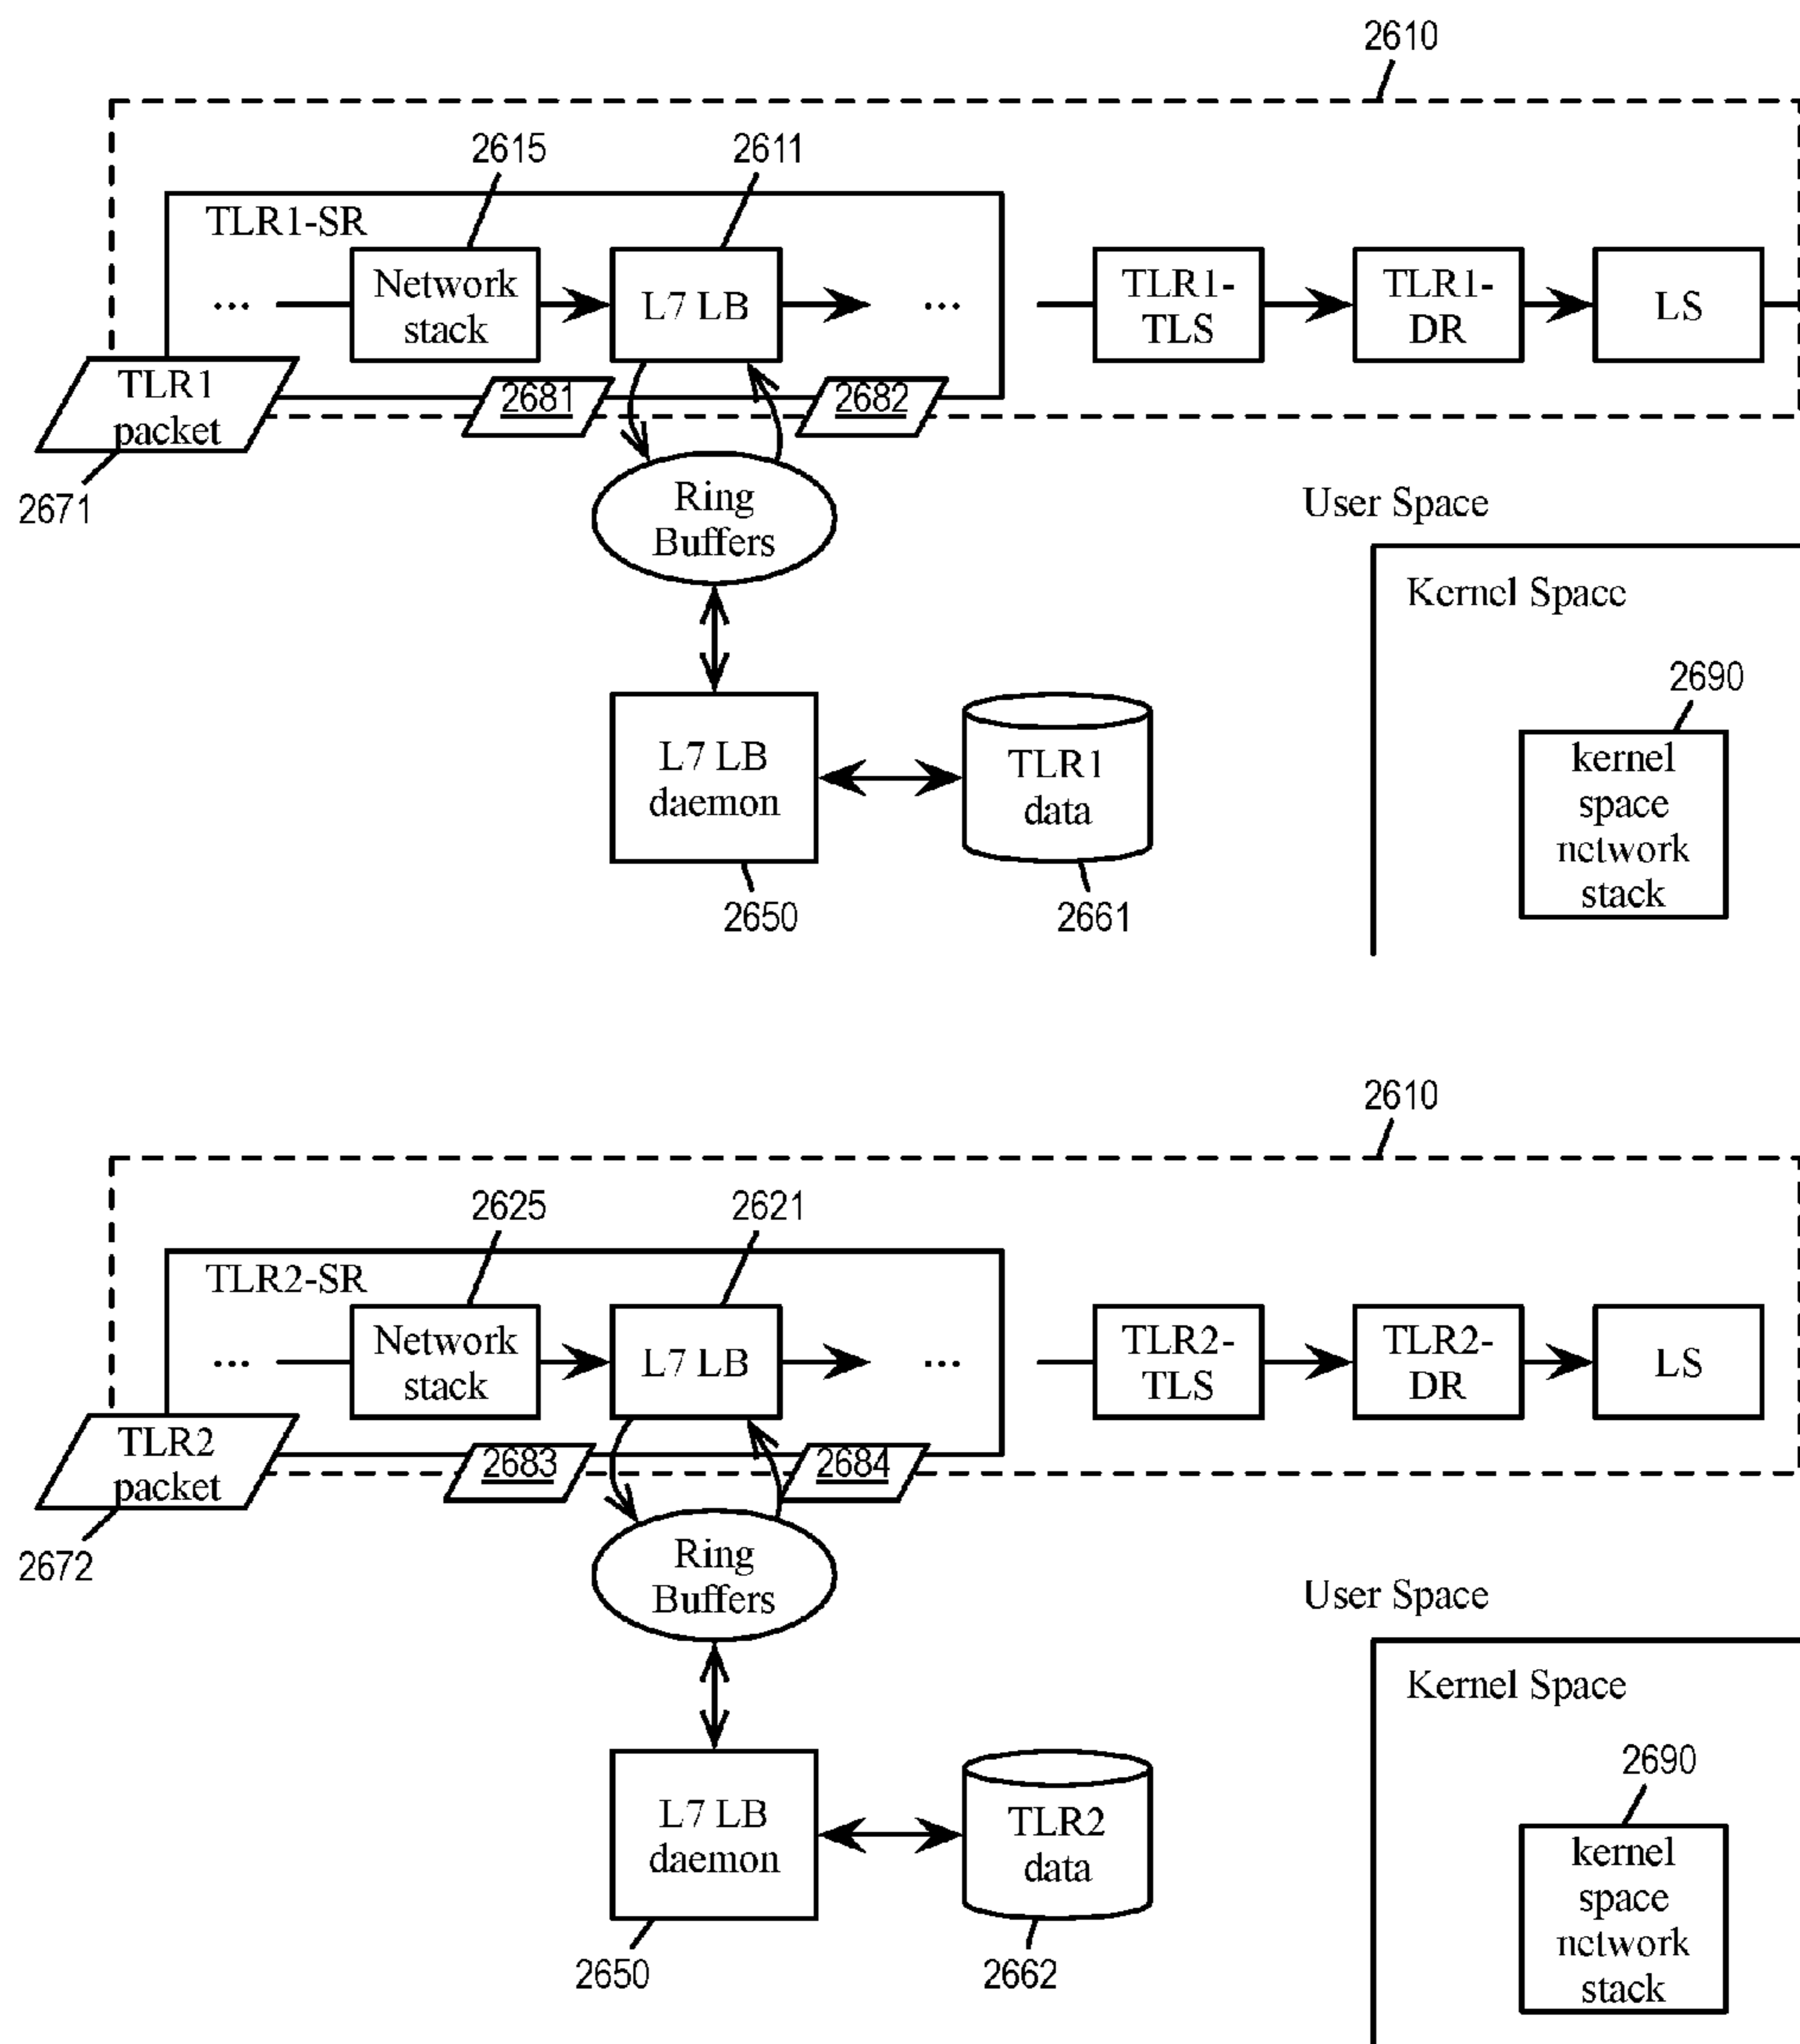 2610
2615
2611
TLR1-SR
...
Network
stack
L7 LB
...
TLR1-
TLS
TLR1-
DR
LS
TLR1
packet
2681
2682
2671
Ring
Buffers
User Space
Kernel Space
2690
L7 LB
daemon
TLR1
data
kernel
space
network
stack
2650
2661
2610
2625
2621
TLR2-SR
...
Network
stack
L7 LB
...
TLR2-
TLS
TLR2-
DR
LS
TLR2
packet
2683
2684
2672
Ring
Buffers
User Space
Kernel Space
2690
L7 LB
daemon
TLR2
data
kernel
space
network
stack
2650
2662